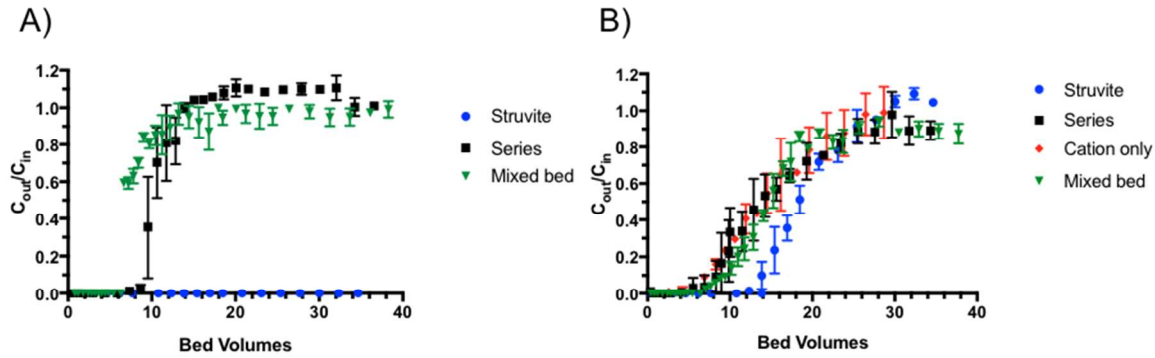 A)
B)
1.2
1.0
0.8
0.6
0.4
0.2
0.0
Cout/Cin
0 10 20 30 40
Bed Volumes
Struvite
Series
Mixed bed
1.2
1.0
0.8
0.6
0.4
0.2
0.0
Cout/Cin
0 10 20 30 40
Bed Volumes
Struvite
Series
Cation only
Mixed bed